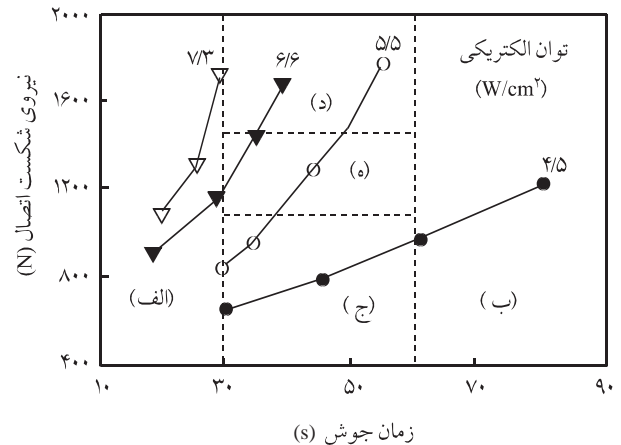 ۲۰۰۰
۱۶۰۰
۱۲۰۰
۸۰۰
۴۰۰
نیروی شکست اتصال (N)
۷/۳
۶/۶
۵/۵
۴/۵
توان الکتریکی
(W/cm²)
(د)
(ه)
(الف)
(ج)
(ب)
۱۰
۳۰
۵۰
۷۰
۹۰
زمان جوش (s)